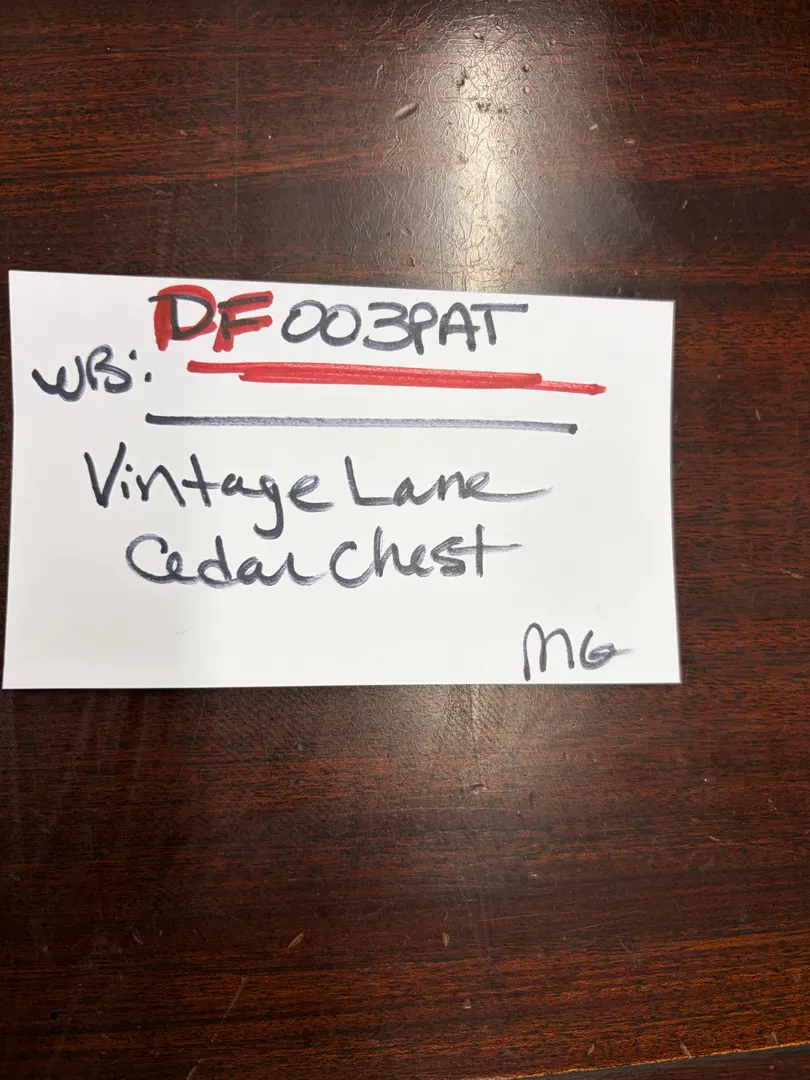 DF003PAT
WB:
Vintage Lane
Cedar Chest
MG